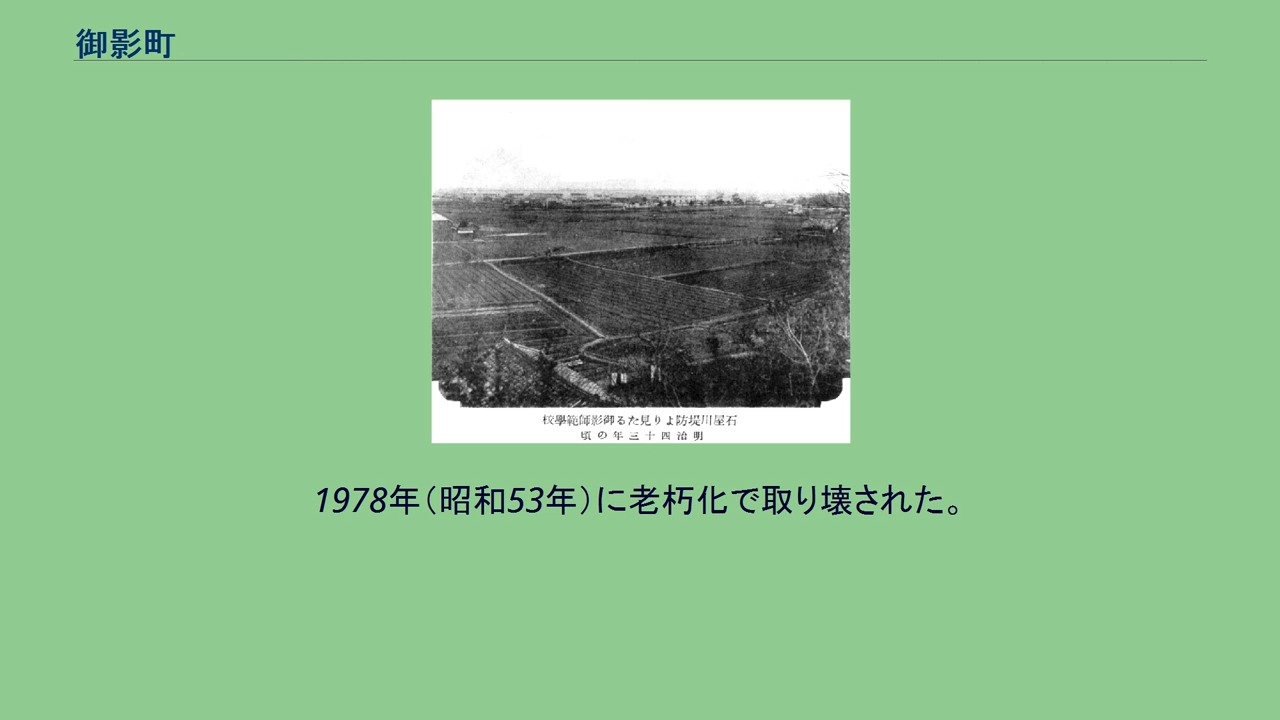 御影町
石屋川堤防より見たる御影師範學校
明治四十三年の頃
1978年（昭和53年）に老朽化で取り壊された。